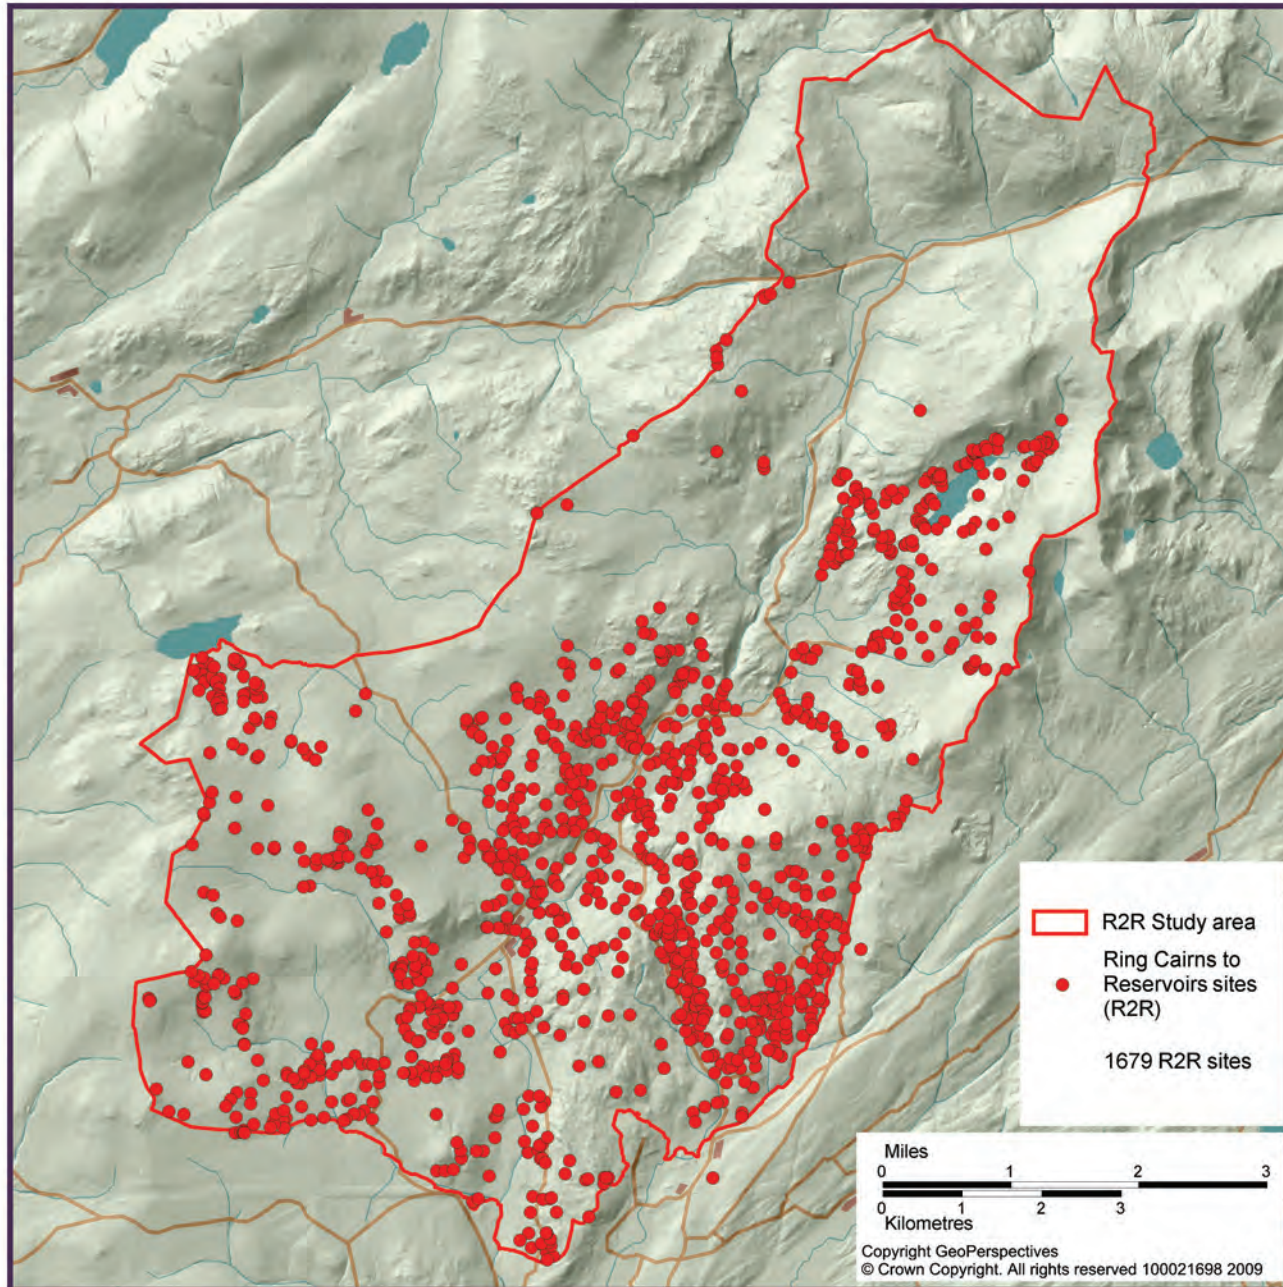 R2R Study area
Ring Cairns to
Reservoirs sites
(R2R)
1679 R2R sites
Miles
0 1 2 3
0 1 2 3
Kilometres
Copyright GeoPerspectives
© Crown Copyright. All rights reserved 100021698 2009